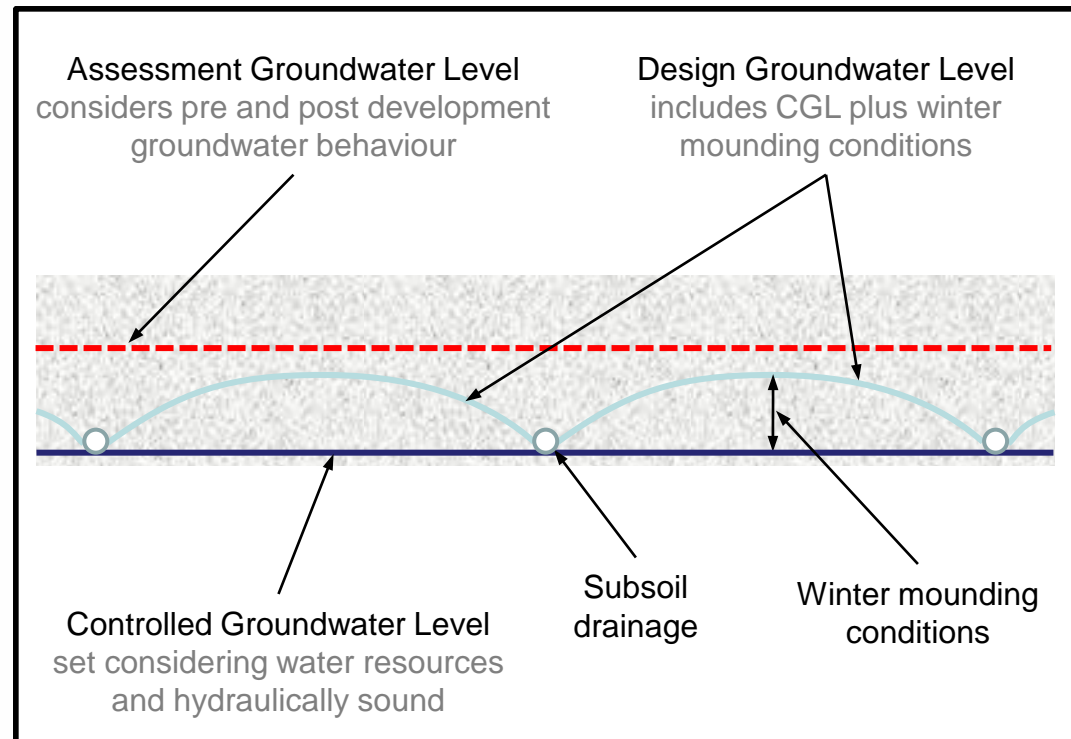 Assessment Groundwater Level
considers pre and post development
groundwater behaviour
Design Groundwater Level
includes CGL plus winter
mounding conditions
Controlled Groundwater Level
set considering water resources
and hydraulically sound
Subsoil
drainage
Winter mounding
conditions